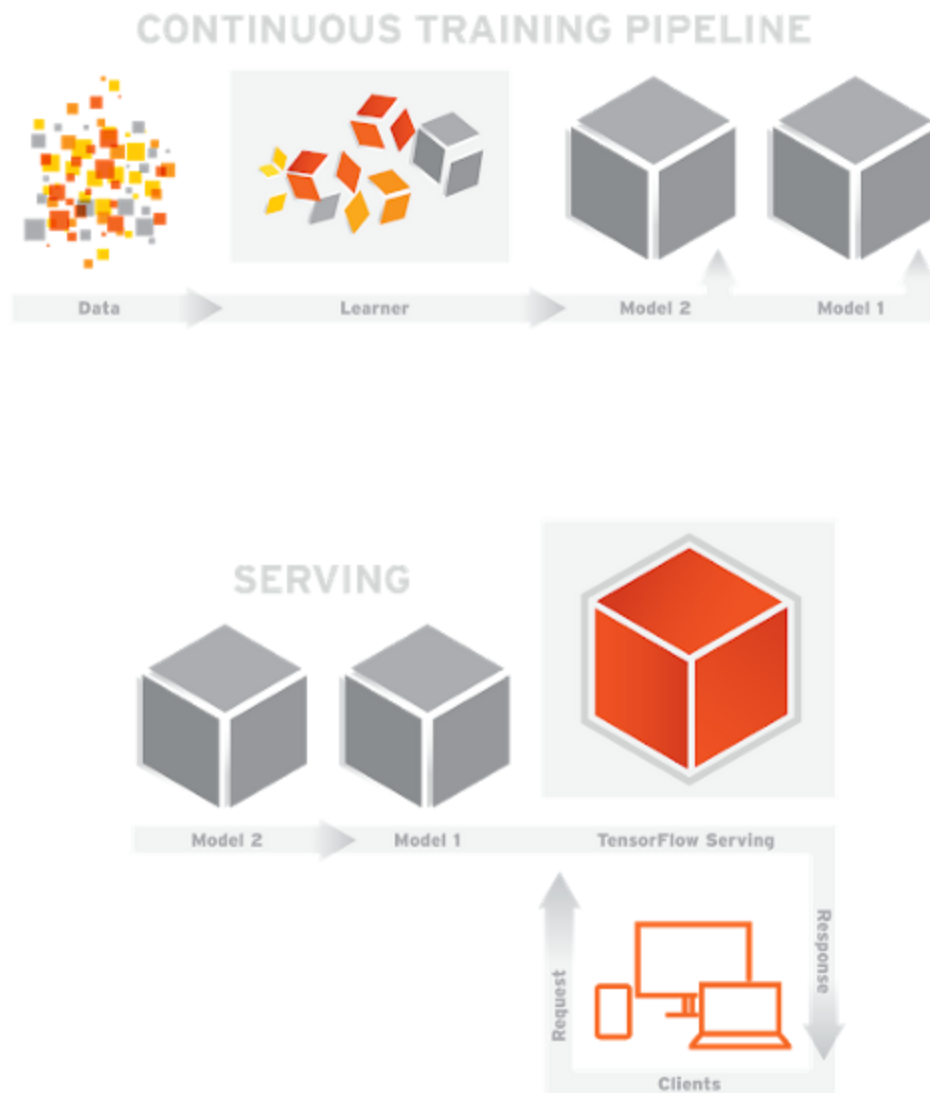 CONTINUOUS TRAINING PIPELINE
Data
Learner
Model 2
Model 1
SERVING
Model 2
Model 1
TensorFlow Serving
Request
Response
Clients